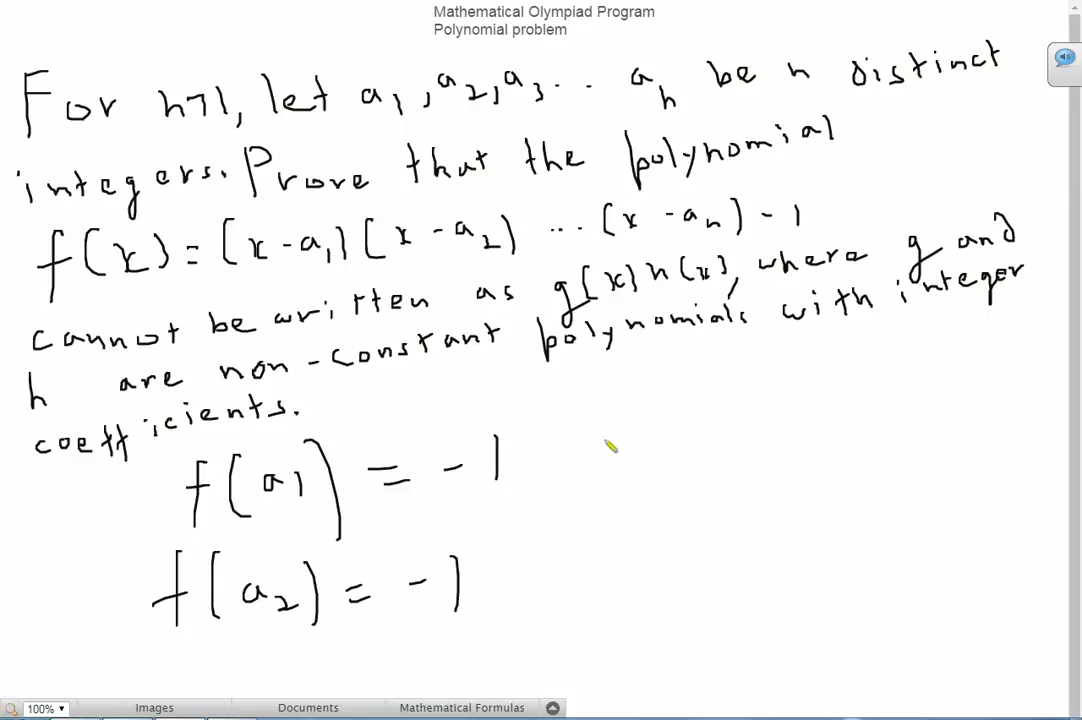 Mathematical Olympiad Program
Polynomial problem
For n>1, let a1, a2, a3 ... an be n distinct
integers. Prove that the polynomial
f(x) = (x - a1)(x - a2) ... (x - an) - 1
cannot be written as g(x)h(x), where g and
h are non-constant polynomials with integer
coefficients.
f(a1) = -1
f(a2) = -1
100%
Images
Documents
Mathematical Formulas